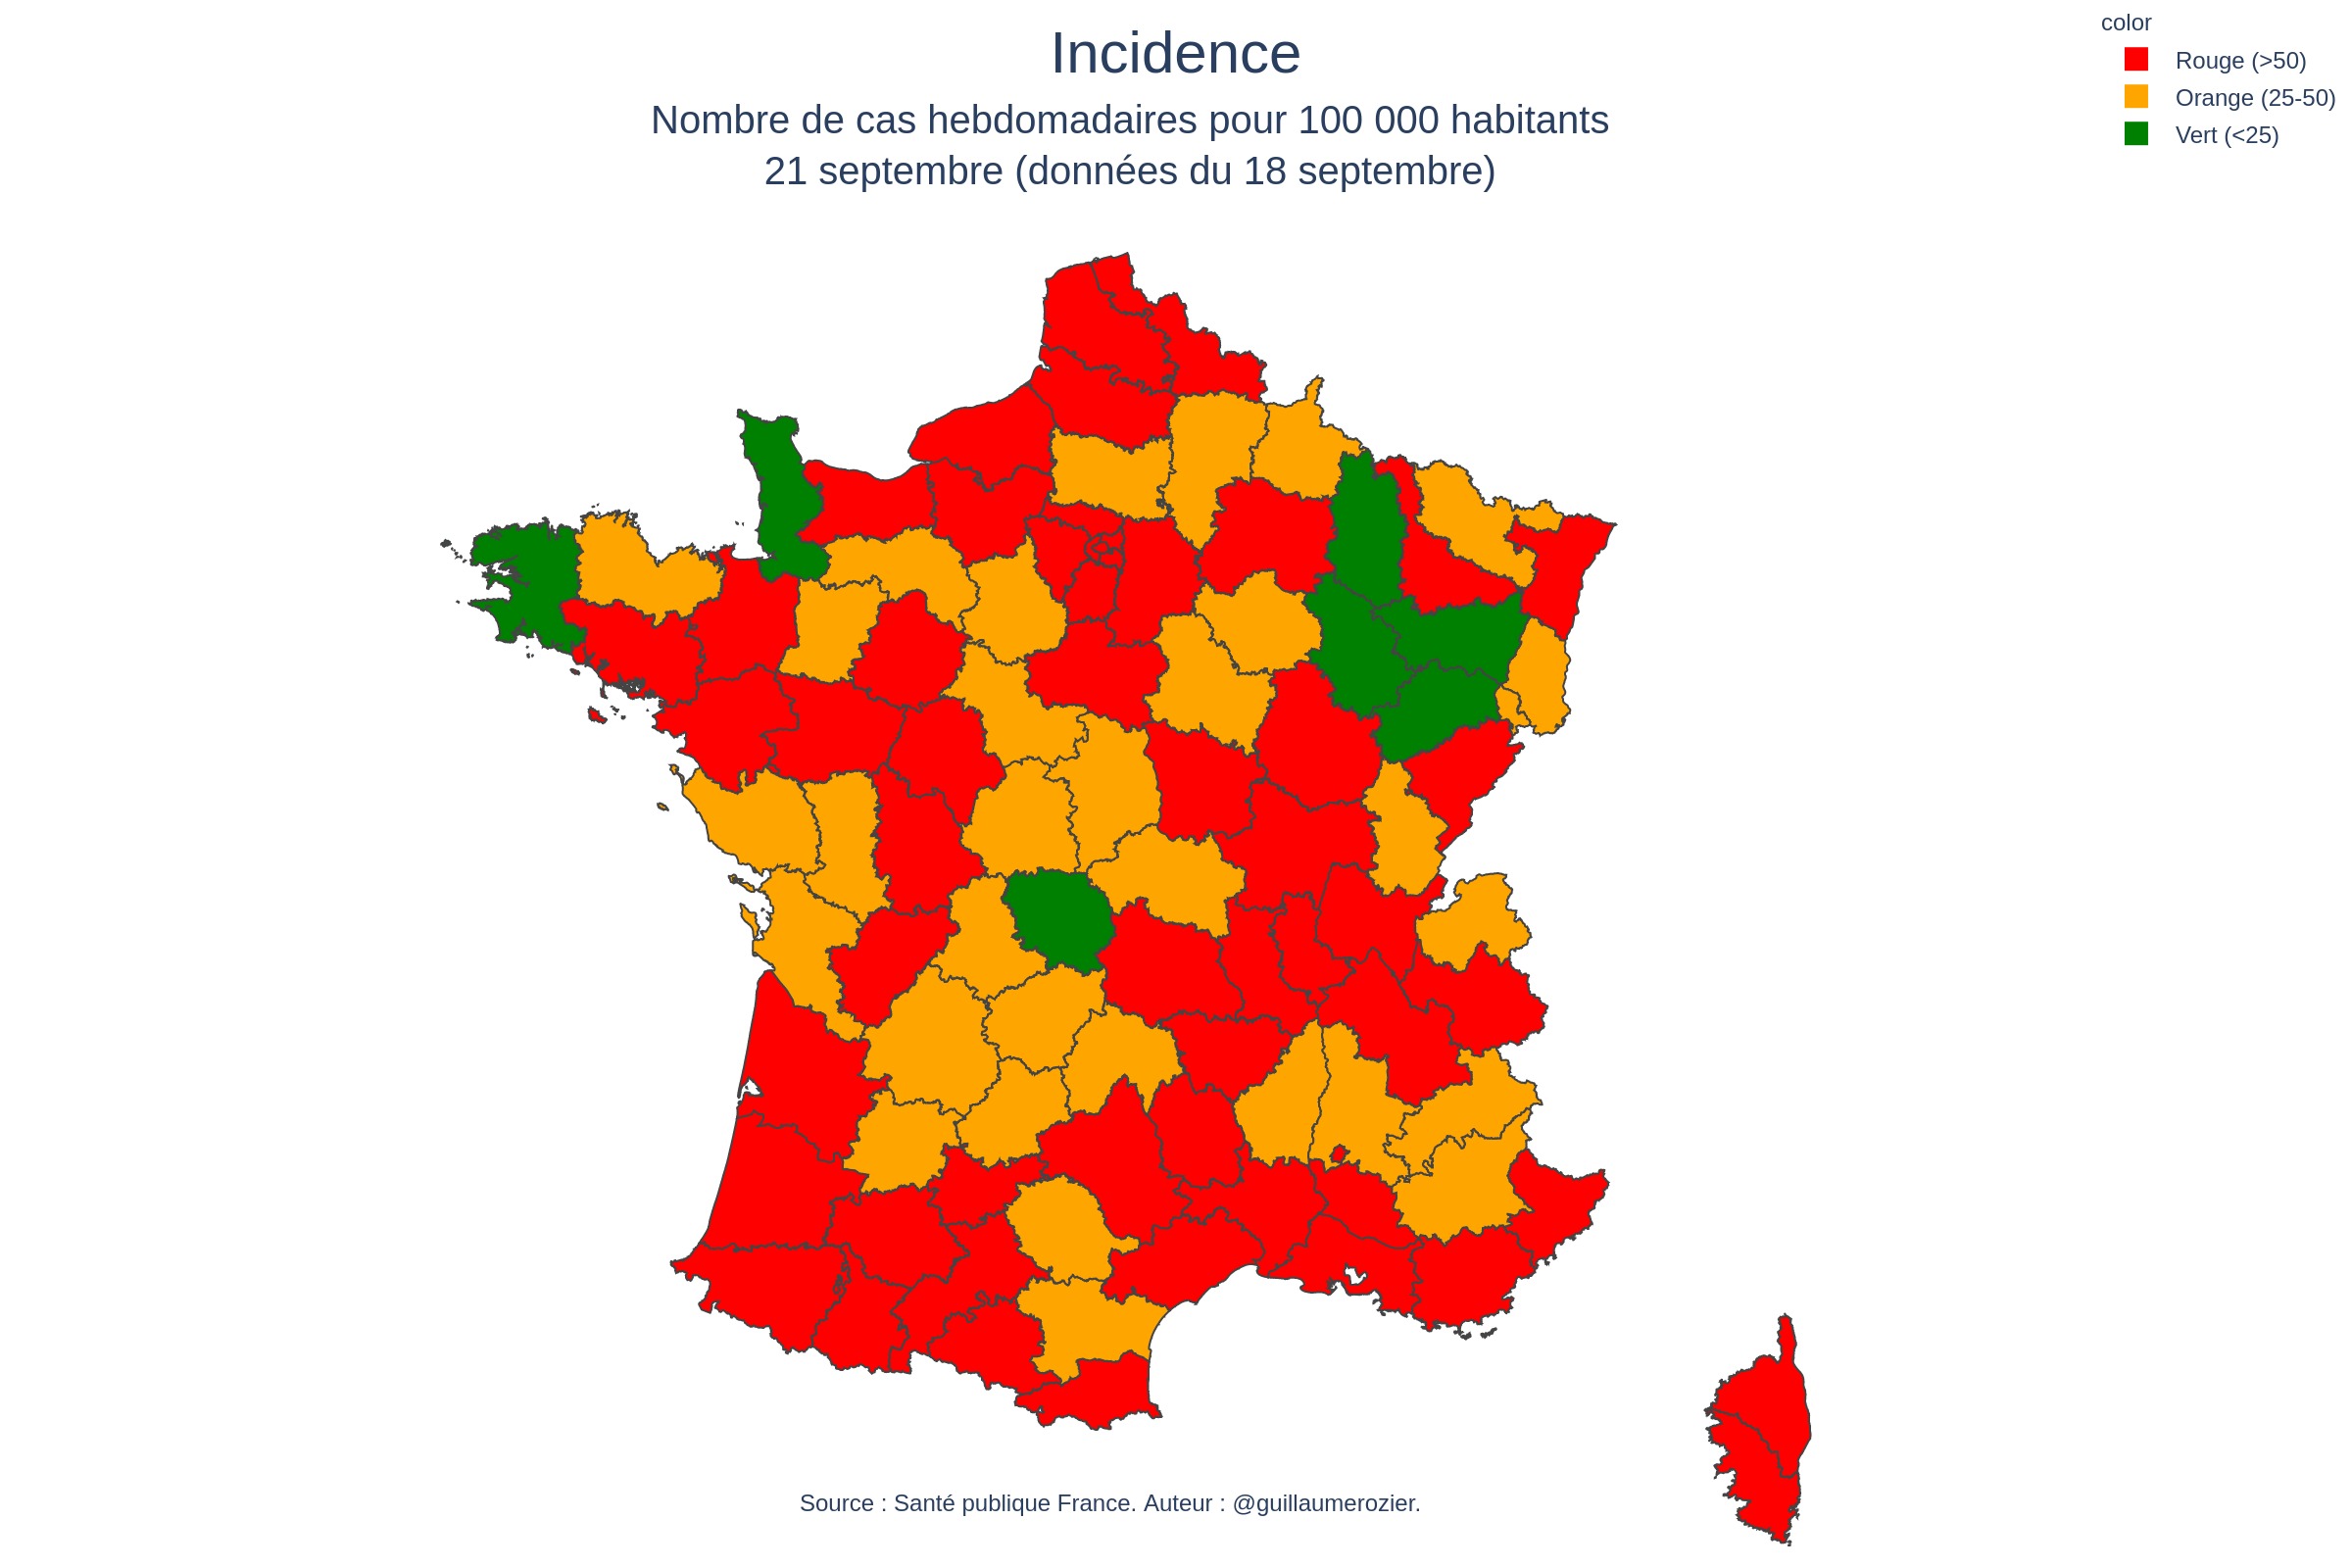 Incidence
Nombre de cas hebdomadaires pour 100 000 habitants
21 septembre (données du 18 septembre)
color
Rouge (>50)
Orange (25-50)
Vert (<25)
Source : Santé publique France. Auteur : @guillaumerozier.